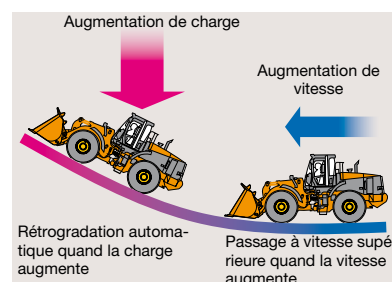 Augmentation de charge
Augmentation de
vitesse
Rétrogradation automa-
tique quand la charge
augmente
Passage à vitesse supé
rieure quand la vitesse
augmente